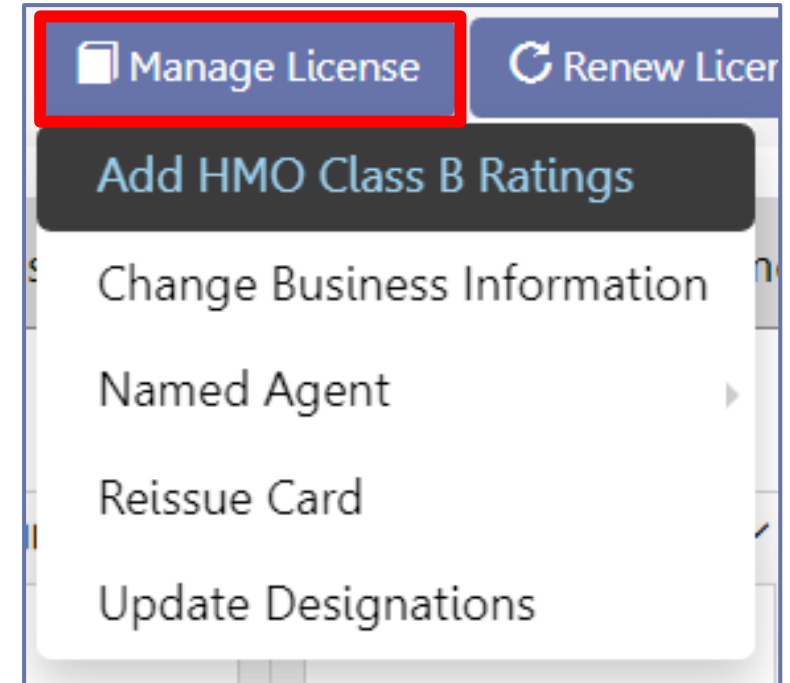 Manage License
Renew Licen
Add HMO Class B Ratings
Change Business Information
Named Agent
Reissue Card
Update Designations